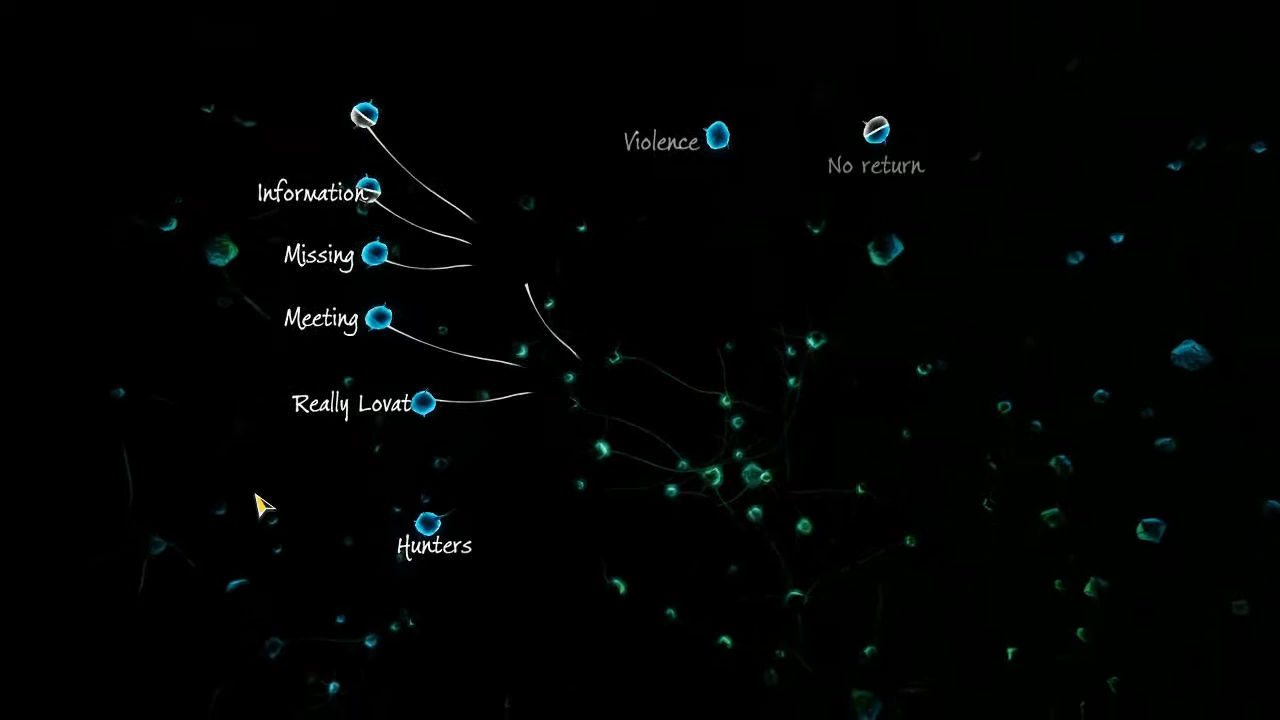 Violence
No return
Information
Missing
Meeting
Really Lovat
Hunters